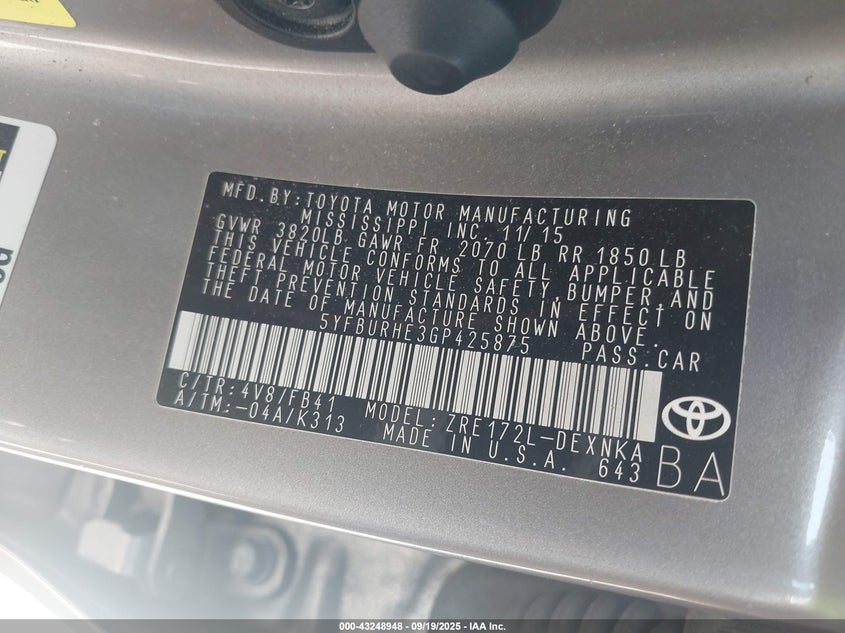 MFD. BY: TOYOTA MOTOR MANUFACTURING
MISSISSIPPI INC. 11/15
GVWR 3820LB GAWR FR 2070 LB RR 1850 LB
THIS VEHICLE CONFORMS TO ALL APPLICABLE
FEDERAL MOTOR VEHICLE SAFETY, BUMPER, AND
THEFT PREVENTION STANDARDS IN EFFECT ON
THE DATE OF MANUFACTURE SHOWN ABOVE.
5YFBURHE3GP425875 PASS. CAR
C/TR: 4V8/FB41 MODEL: ZRE172L-DEXNKA
A/TM: -04A/K313 MADE IN U.S.A. 643
BA
000-43248948 - 09/19/2025 - IAA Inc.